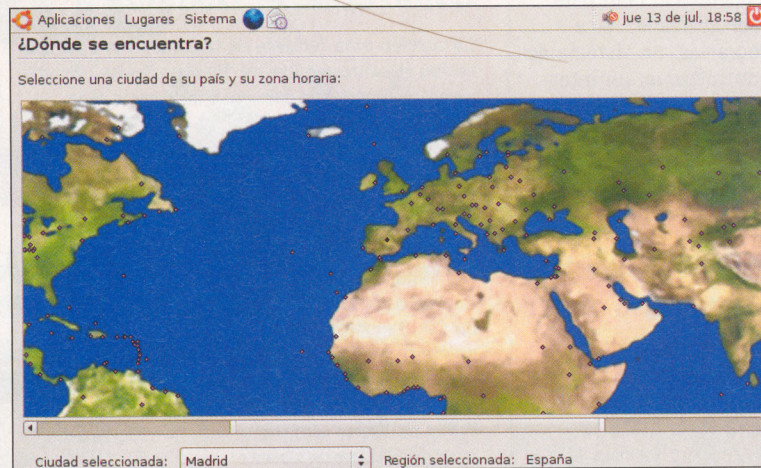 Aplicaciones Lugares Sistema jue 13 de jul, 18:58
¿Dónde se encuentra?
Seleccione una ciudad de su país y su zona horaria:
Ciudad seleccionada: Madrid Región seleccionada: España